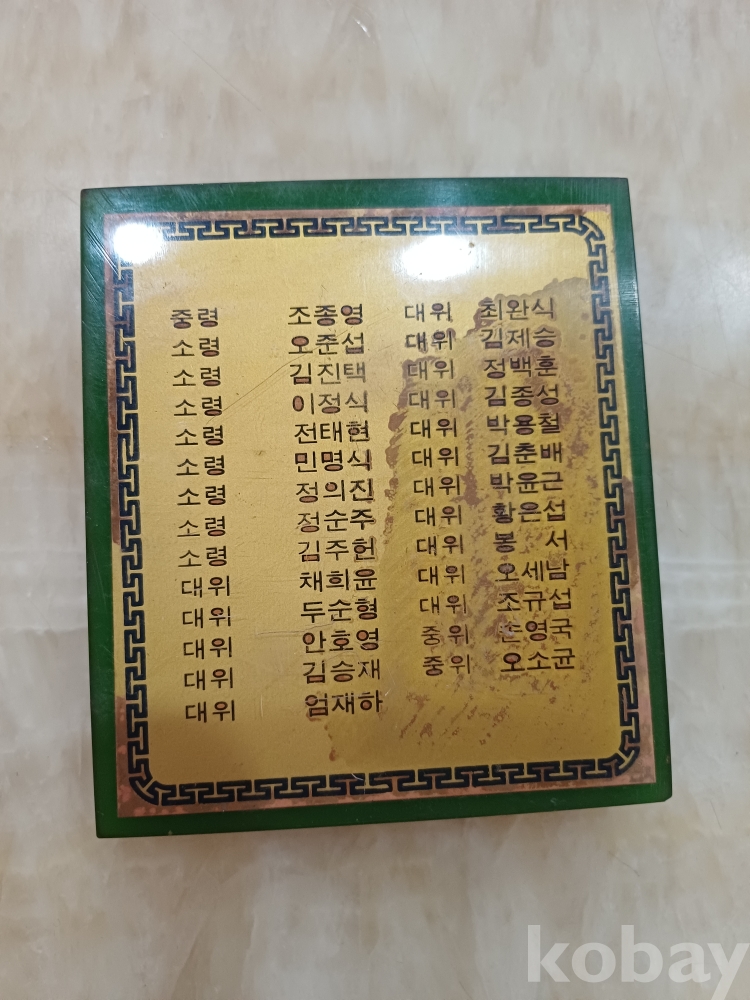 중령 조종영 대위 최완식
소령 오준섭 대위 김제승
소령 김진택 대위 정백훈
소령 이정식 대위 김종성
소령 전태현 대위 박용철
소령 민명식 대위 김춘배
소령 정의진 대위 박윤근
소령 정순주 대위 황은섭
소령 김주헌 대위 봉 서
대위 채희윤 대위 오세남
대위 두순형 대위 조규섭
대위 안호영 중위 손영국
대위 김승재 중위 오소균
대위 엄재하
kobay